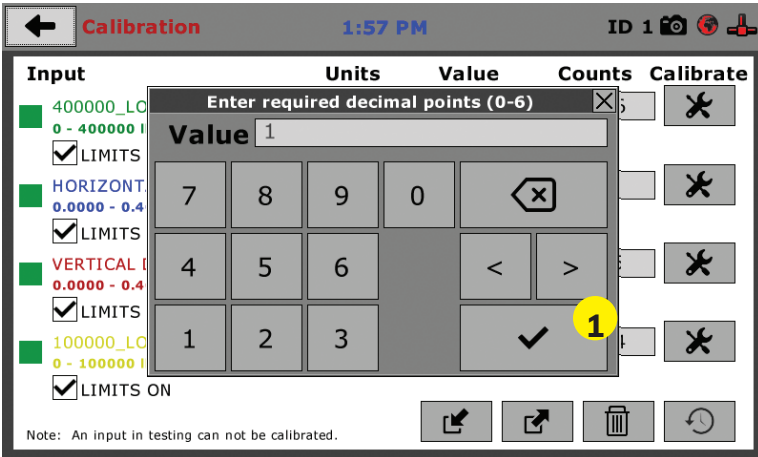 Calibration 1:57 PM ID 1
Input Units Value Counts Calibrate
Enter required decimal points (0-6)
Value 1
400000_LO
0 - 400000
LIMITS
HORIZONT
0.0000 - 0.4
LIMITS
VERTICAL
0.0000 - 0.4
LIMITS
100000_LO
0 - 100000
LIMITS ON
7 8 9 0
4 5 6 < >
1 2 3
1
Note: An input in testing can not be calibrated.